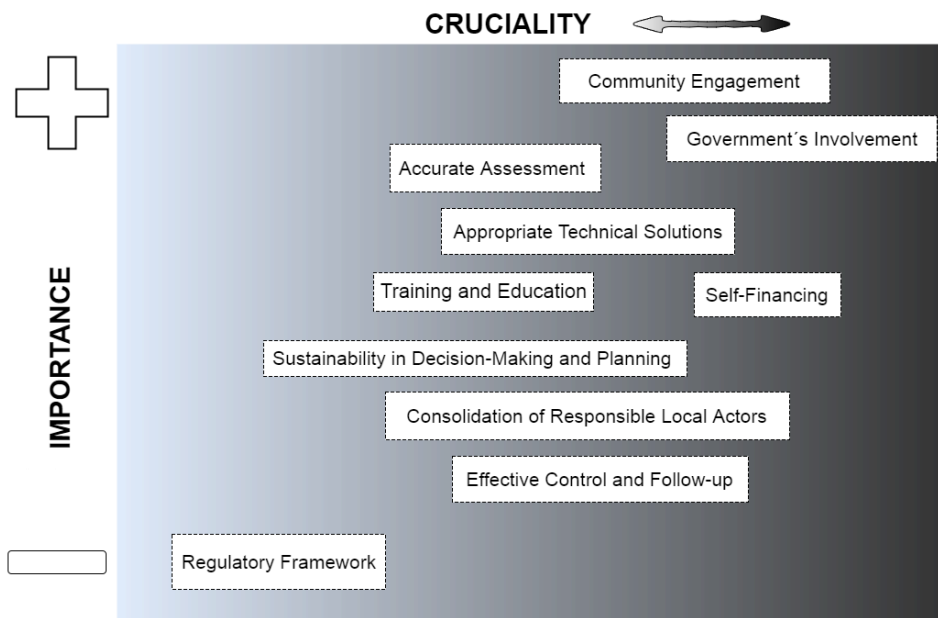 CRUCIALITY
Community Engagement
Government´s Involvement
Accurate Assessment
Appropriate Technical Solutions
Training and Education
Self-Financing
Sustainability in Decision-Making and Planning
Consolidation of Responsible Local Actors
Effective Control and Follow-up
Regulatory Framework
IMPORTANCE